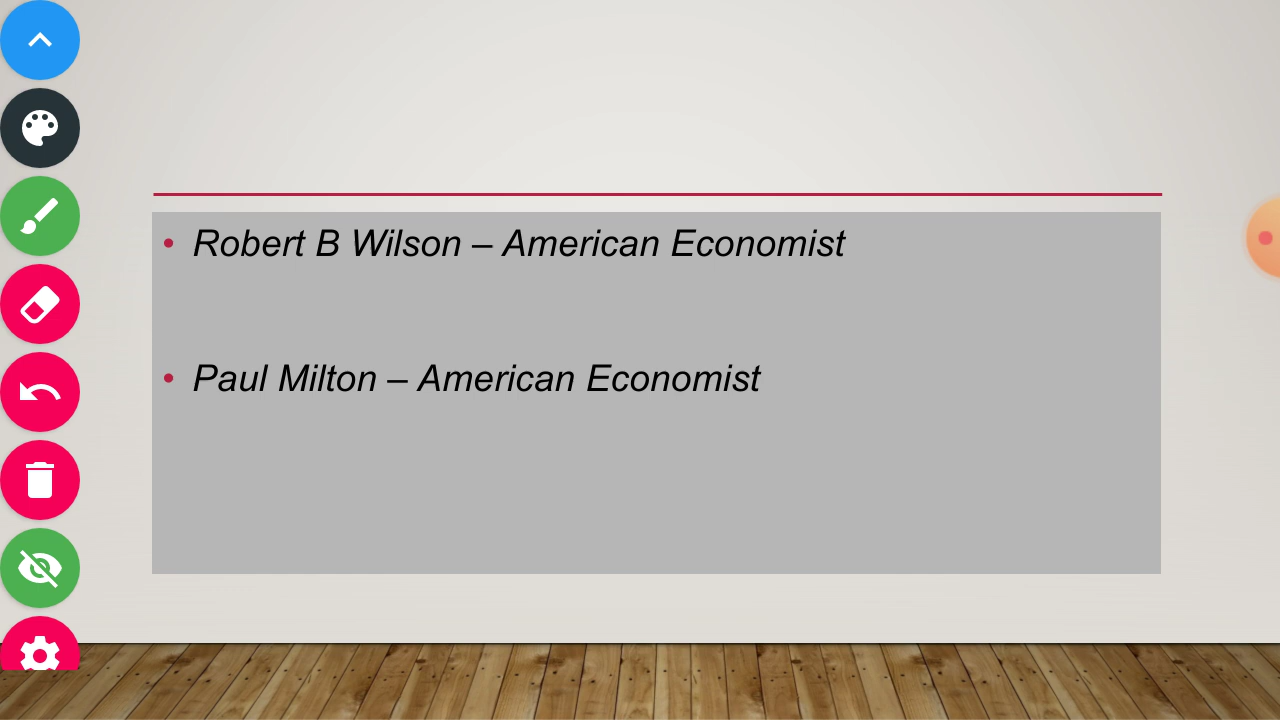 • Robert B Wilson – American Economist
• Paul Milton – American Economist